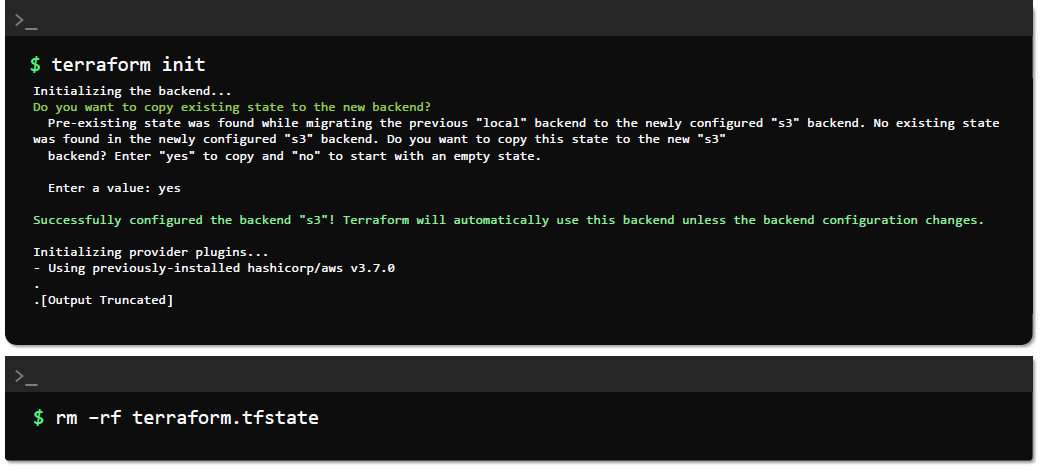 >_
$ terraform init
Initializing the backend...
Do you want to copy existing state to the new backend?
Pre-existing state was found while migrating the previous "local" backend to the newly configured "s3" backend. No existing state
was found in the newly configured "s3" backend. Do you want to copy this state to the new "s3"
backend? Enter "yes" to copy and "no" to start with an empty state.
Enter a value: yes
Successfully configured the backend "s3"! Terraform will automatically use this backend unless the backend configuration changes.
Initializing provider plugins...
- Using previously-installed hashicorp/aws v3.7.0
.
.[Output Truncated]
>_
$ rm –rf terraform.tfstate